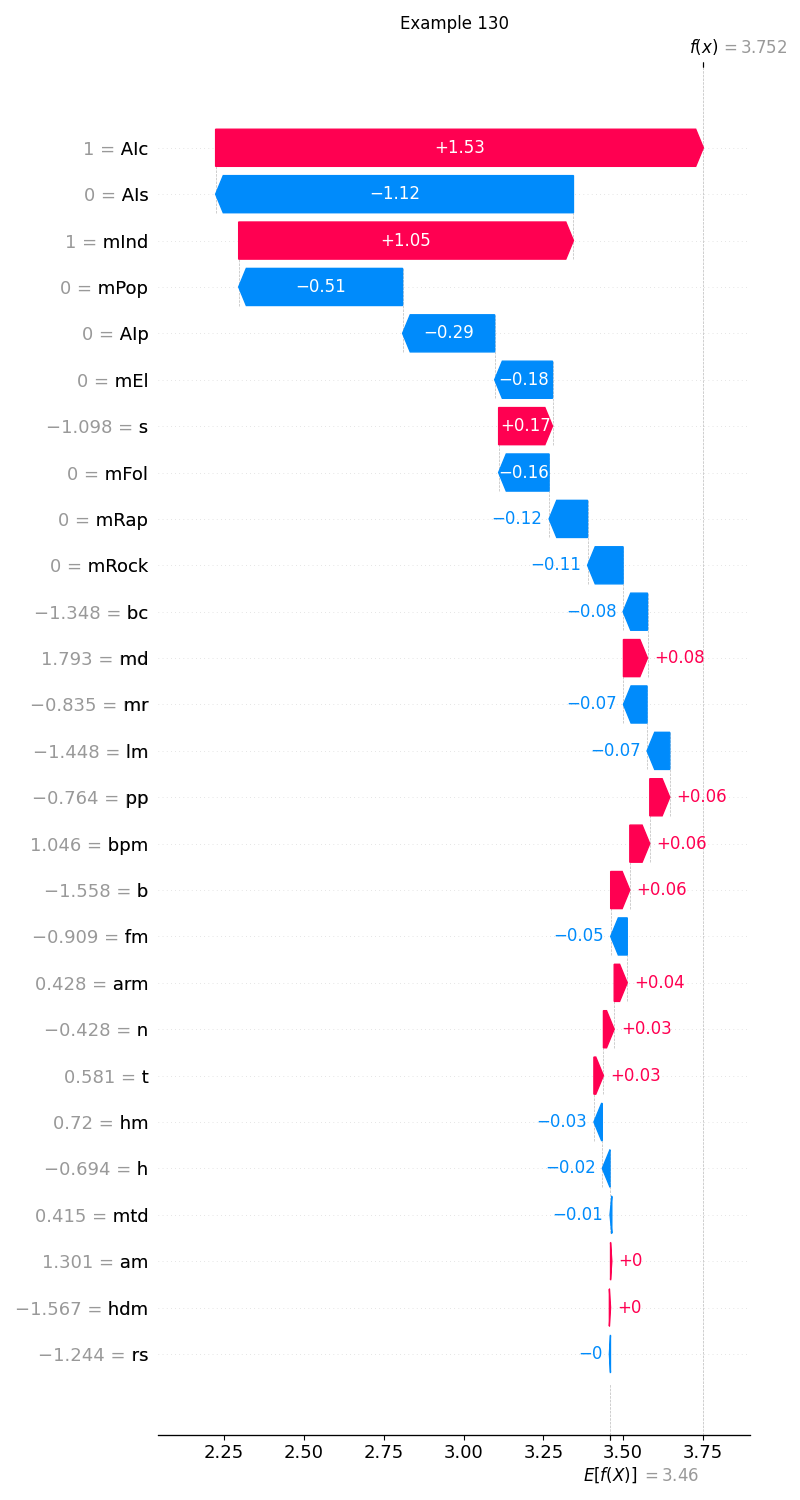 Example 130
f(x) = 3.752
1 = AIc
+1.53
0 = AIs
−1.12
1 = mInd
+1.05
0 = mPop
−0.51
0 = AIp
−0.29
0 = mEl
−0.18
−1.098 = s
+0.17
0 = mFol
−0.16
0 = mRap
−0.12
0 = mRock
−0.11
−1.348 = bc
−0.08
1.793 = md
+0.08
−0.835 = mr
−0.07
−1.448 = lm
−0.07
−0.764 = pp
+0.06
1.046 = bpm
+0.06
−1.558 = b
+0.06
−0.909 = fm
−0.05
0.428 = arm
+0.04
−0.428 = n
+0.03
0.581 = t
+0.03
0.72 = hm
−0.03
−0.694 = h
−0.02
0.415 = mtd
−0.01
1.301 = am
+0
−1.567 = hdm
+0
−1.244 = rs
−0
2.25 2.50 2.75 3.00 3.25 3.50 3.75
E[f(X)] = 3.46